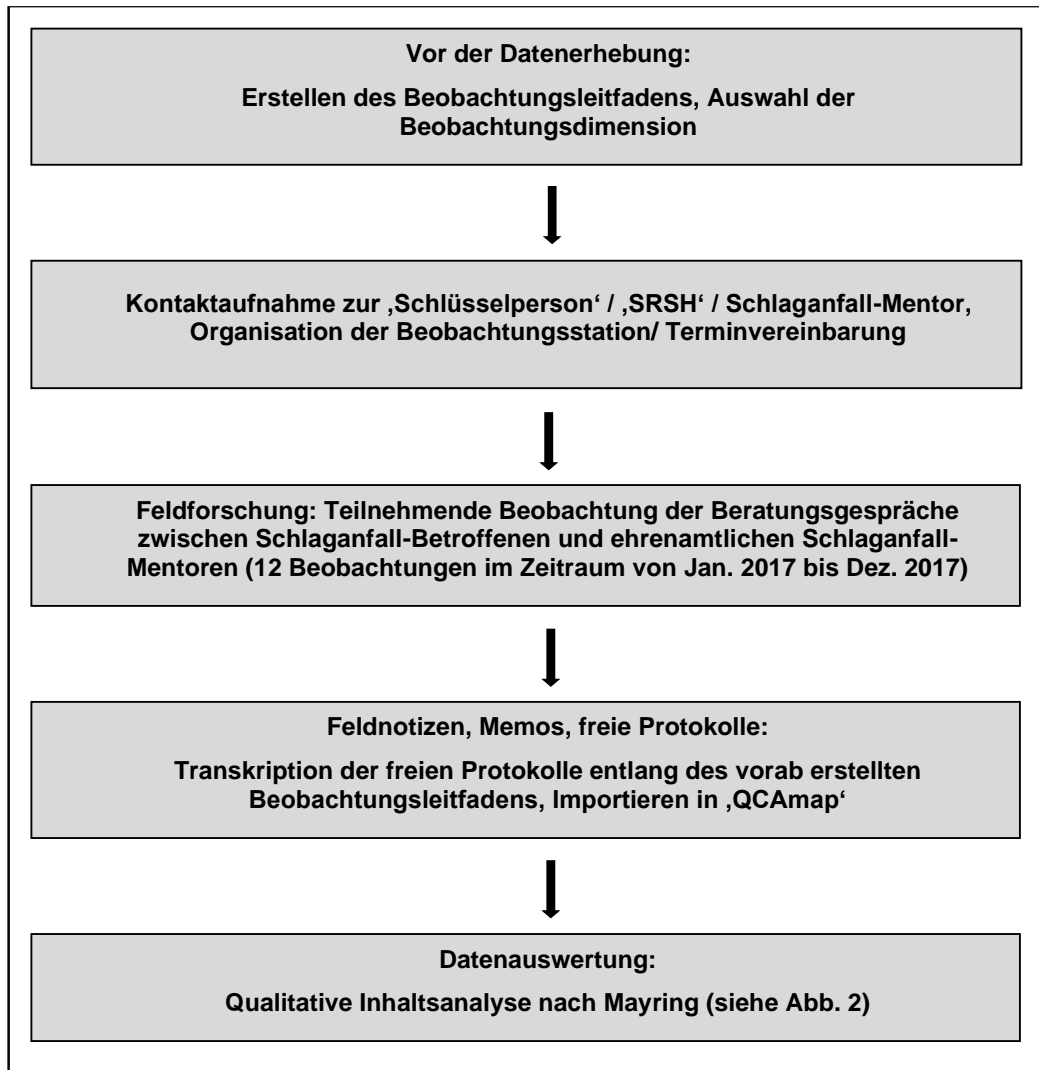 Vor der Datenerhebung:
Erstellen des Beobachtungsleitfadens, Auswahl der
Beobachtungsdimension
Kontaktaufnahme zur ‚Schlüsselperson‘ / ‚SRSH‘ / Schlaganfall-Mentor,
Organisation der Beobachtungsstation/ Terminvereinbarung
Feldforschung: Teilnehmende Beobachtung der Beratungsgespräche
zwischen Schlaganfall-Betroffenen und ehrenamtlichen Schlaganfall-
Mentoren (12 Beobachtungen im Zeitraum von Jan. 2017 bis Dez. 2017)
Feldnotizen, Memos, freie Protokolle:
Transkription der freien Protokolle entlang des vorab erstellten
Beobachtungsleitfadens, Importieren in ‚QCAmap‘
Datenauswertung:
Qualitative Inhaltsanalyse nach Mayring (siehe Abb. 2)